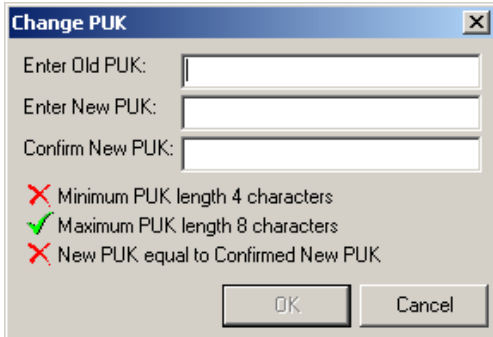 Change PUK
Enter Old PUK:
Enter New PUK:
Confirm New PUK:
Minimum PUK length 4 characters
Maximum PUK length 8 characters
New PUK equal to Confirmed New PUK
OK Cancel